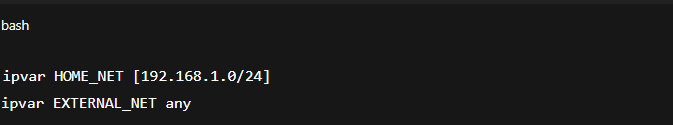 bash
ipvar HOME_NET [192.168.1.0/24]
ipvar EXTERNAL_NET any